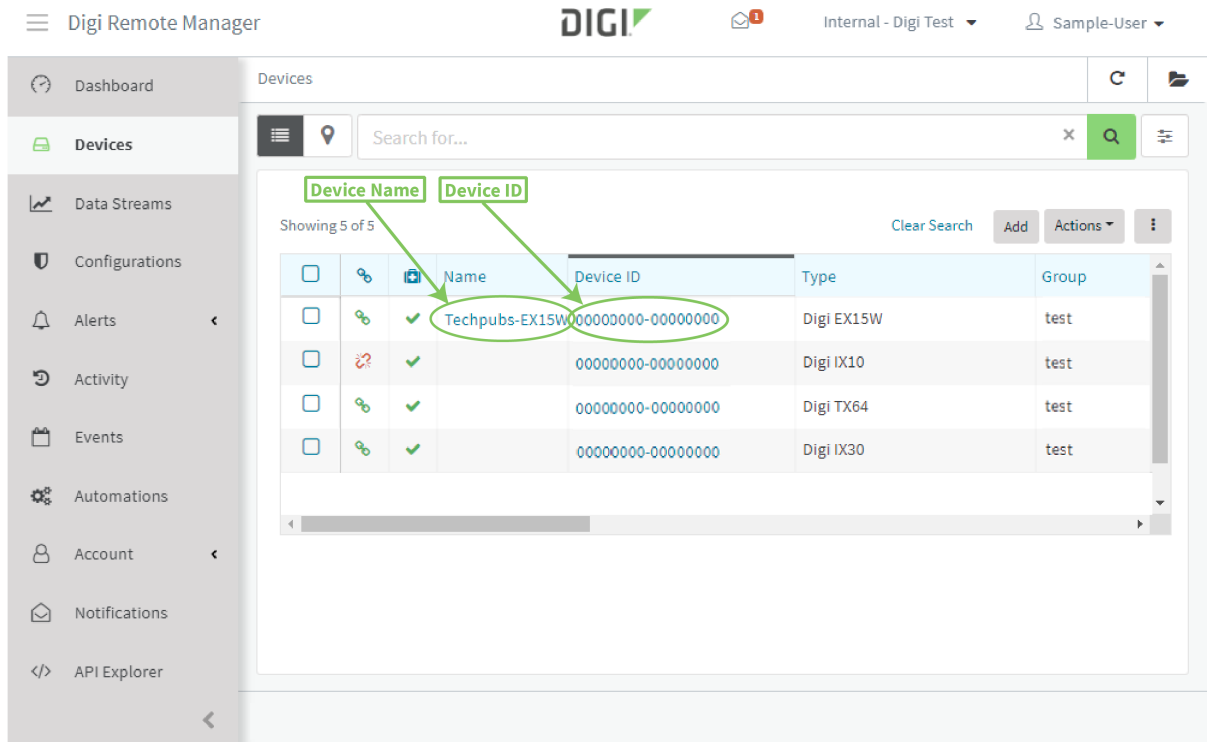 Digi Remote Manager
DIGI
1
Internal - Digi Test
Sample-User
Dashboard
Devices
Data Streams
Configurations
Alerts
Activity
Events
Automations
Account
Notifications
API Explorer
Devices
Search for...
Device Name
Device ID
Showing 5 of 5
Clear Search
Add
Actions
Name Device ID Type Group
Techpubs-EX15W 00000000-00000000 Digi EX15W test
00000000-00000000 Digi IX10 test
00000000-00000000 Digi TX64 test
00000000-00000000 Digi IX30 test